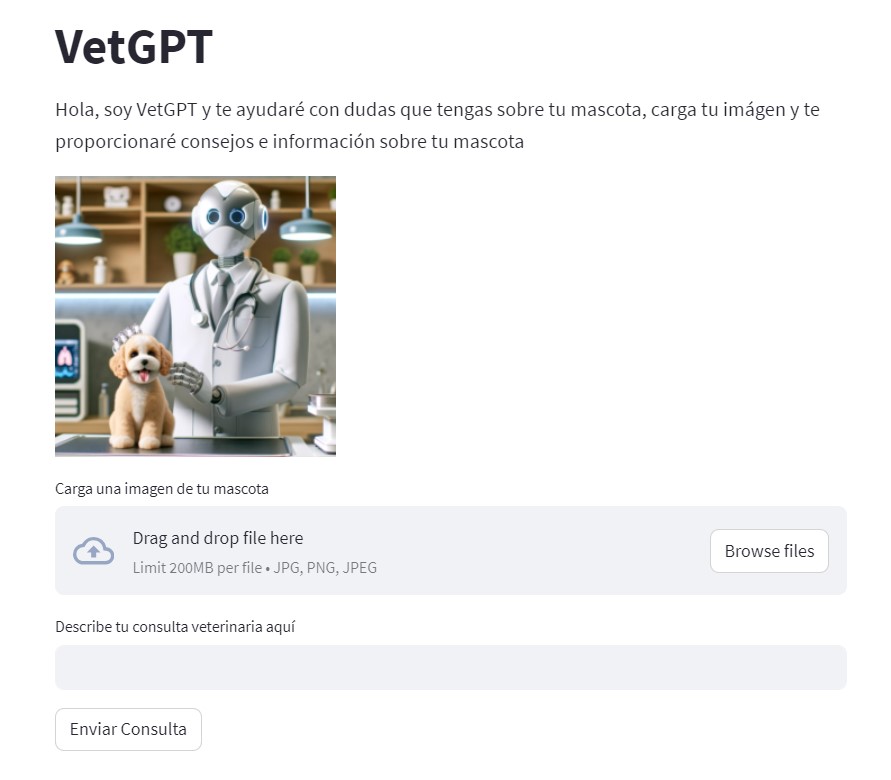 VetGPT
Hola, soy VetGPT y te ayudaré con dudas que tengas sobre tu mascota, carga tu imágen y te
proporcionaré consejos e información sobre tu mascota
Carga una imagen de tu mascota
Drag and drop file here
Limit 200MB per file • JPG, PNG, JPEG
Browse files
Describe tu consulta veterinaria aquí
Enviar Consulta